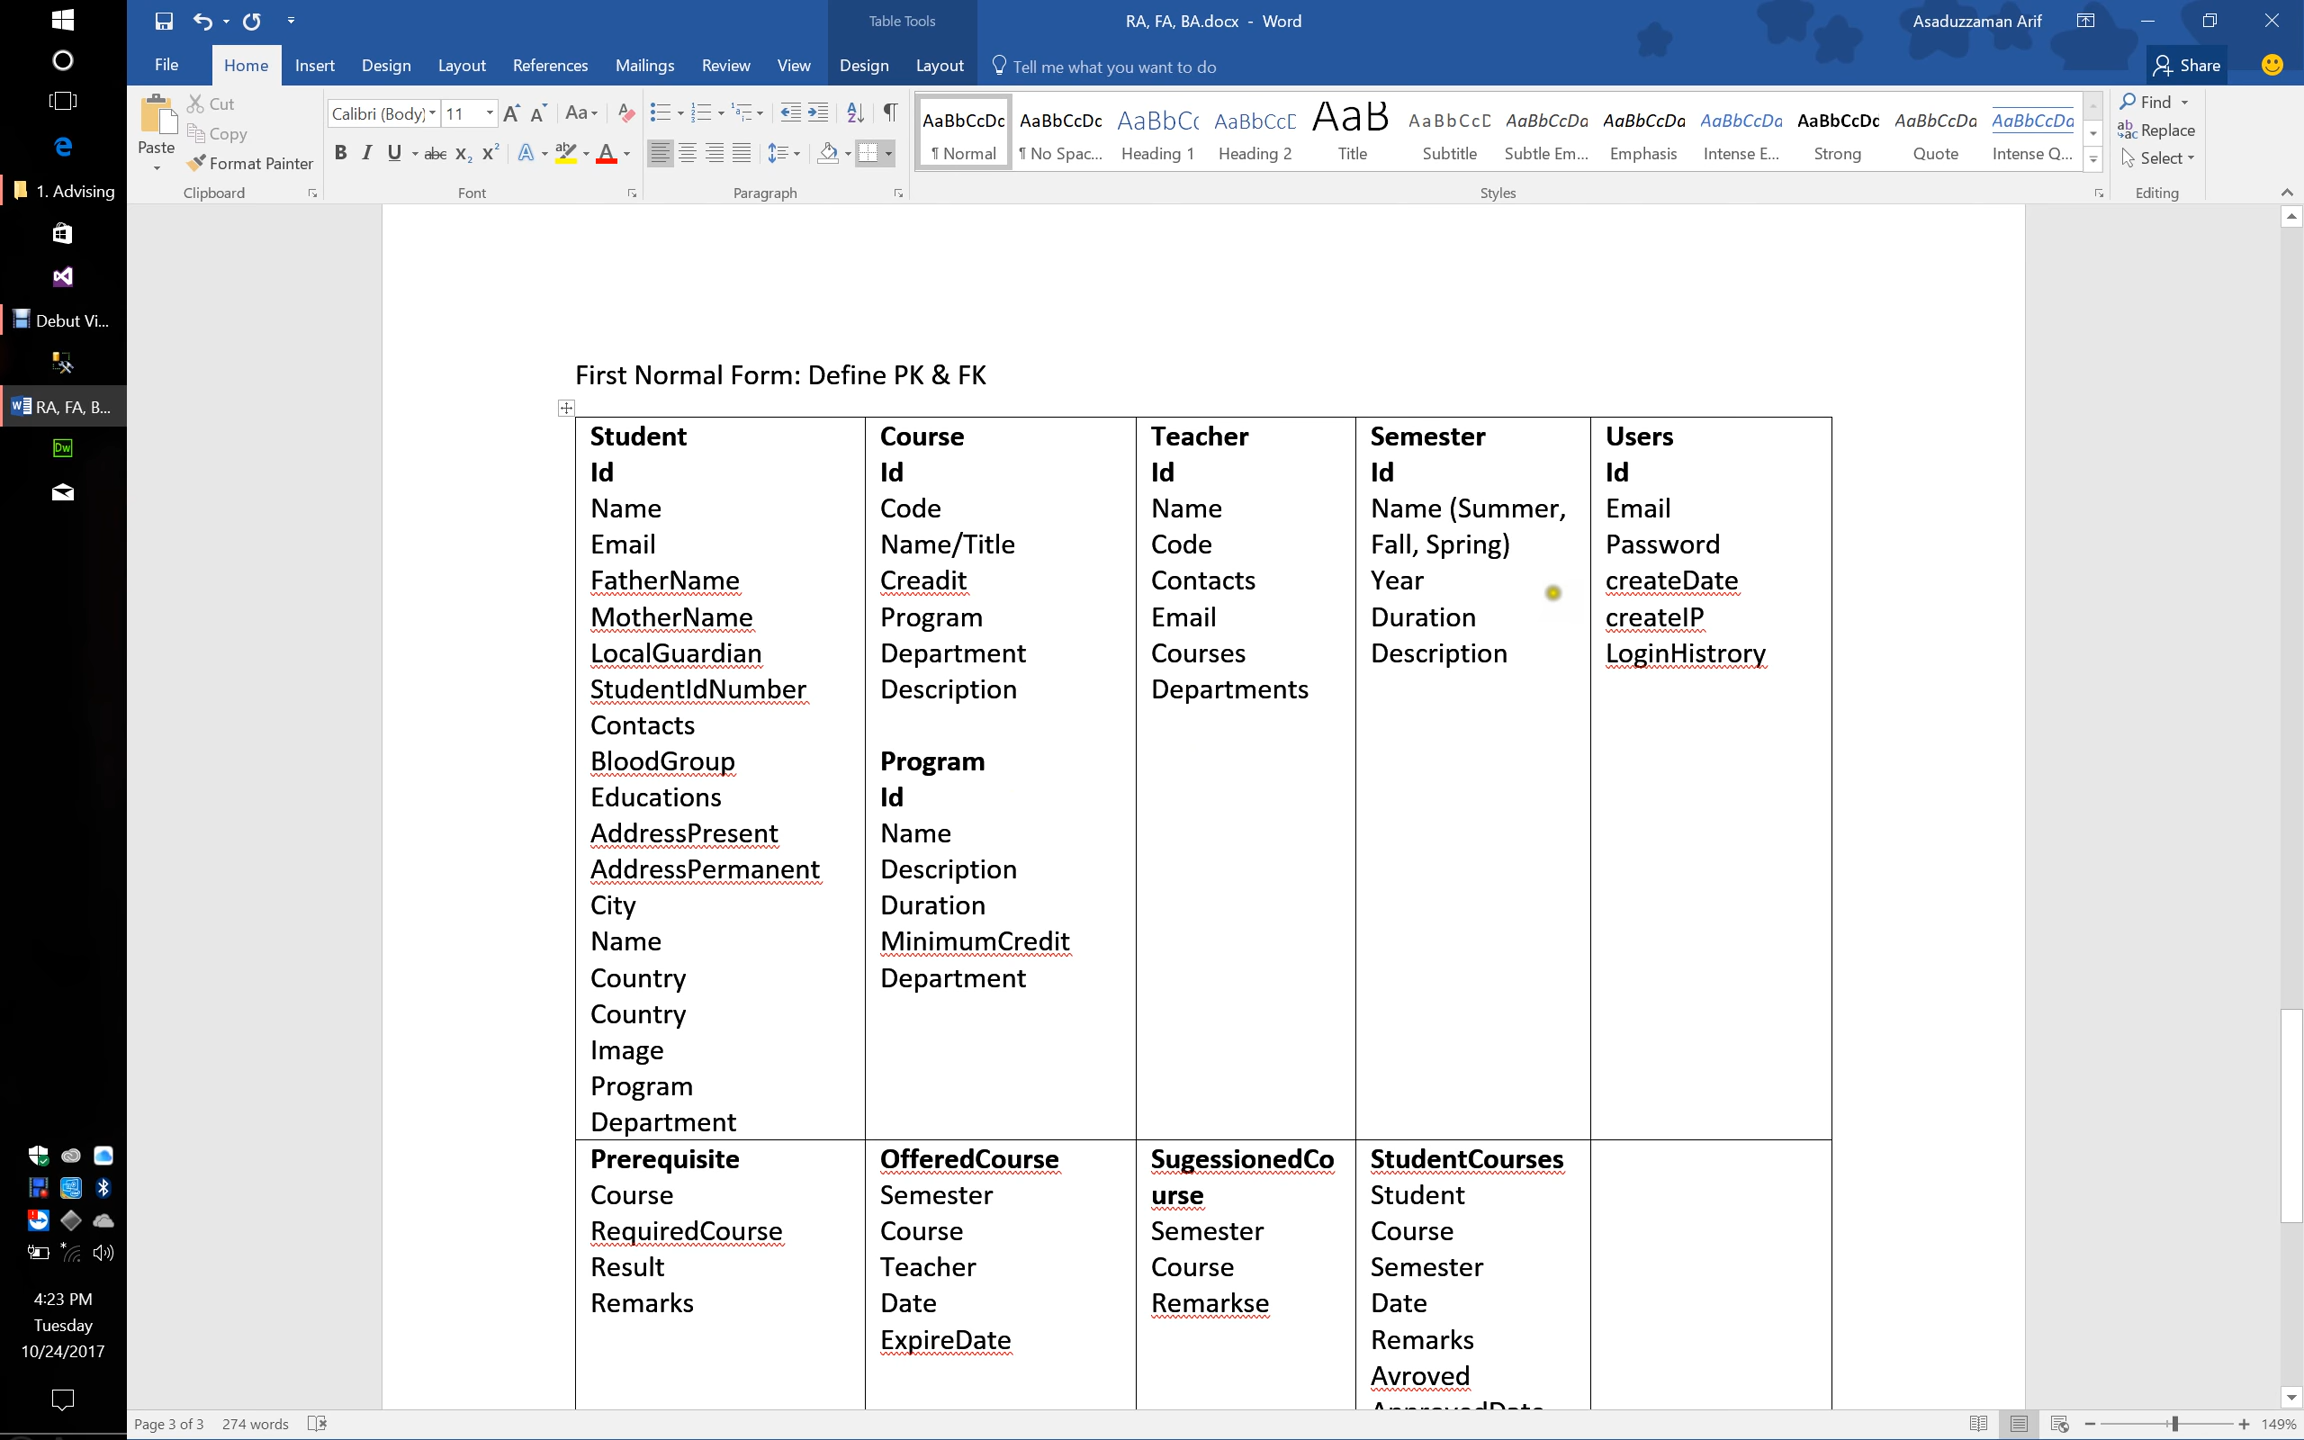 Table Tools
RA, FA, BA.docx - Word
Asaduzzaman Arif
File
Home
Insert
Design
Layout
References
Mailings
Review
View
Design
Layout
Tell me what you want to do
Share
Paste
Cut
Copy
Format Painter
Clipboard
Calibri (Body)
11
Font
Paragraph
AaBbCcDc
¶ Normal
AaBbCcDc
¶ No Spac...
AaBbCc
Heading 1
AaBbCcE
Heading 2
AaB
Title
AaBbCcD
Subtitle
AaBbCcDc
Subtle Em...
AaBbCcDc
Emphasis
AaBbCcDc
Intense E...
AaBbCcDc
Strong
AaBbCcDc
Quote
AaBbCcDc
Intense Q...
Styles
Find
Replace
Select
Editing
1. Advising
Debut Vi...
RA, FA, B...
4:23 PM
Tuesday
10/24/2017
First Normal Form: Define PK & FK
Student
Id
Name
Email
FatherName
MotherName
LocalGuardian
StudentIdNumber
Contacts
BloodGroup
Educations
AddressPresent
AddressPermanent
City
Name
Country
Country
Image
Program
Department
Course
Id
Code
Name/Title
Creadit
Program
Department
Description
Program
Id
Name
Description
Duration
MinimumCredit
Department
Teacher
Id
Name
Code
Contacts
Email
Courses
Departments
Semester
Id
Name (Summer,
Fall, Spring)
Year
Duration
Description
Users
Id
Email
Password
createDate
createIP
LoginHistrory
Prerequisite
Course
RequiredCourse
Result
Remarks
OfferedCourse
Semester
Course
Teacher
Date
ExpireDate
SugessionedCo
urse
Semester
Course
Remarkse
StudentCourses
Student
Course
Semester
Date
Remarks
Avroved
Page 3 of 3
274 words
149%